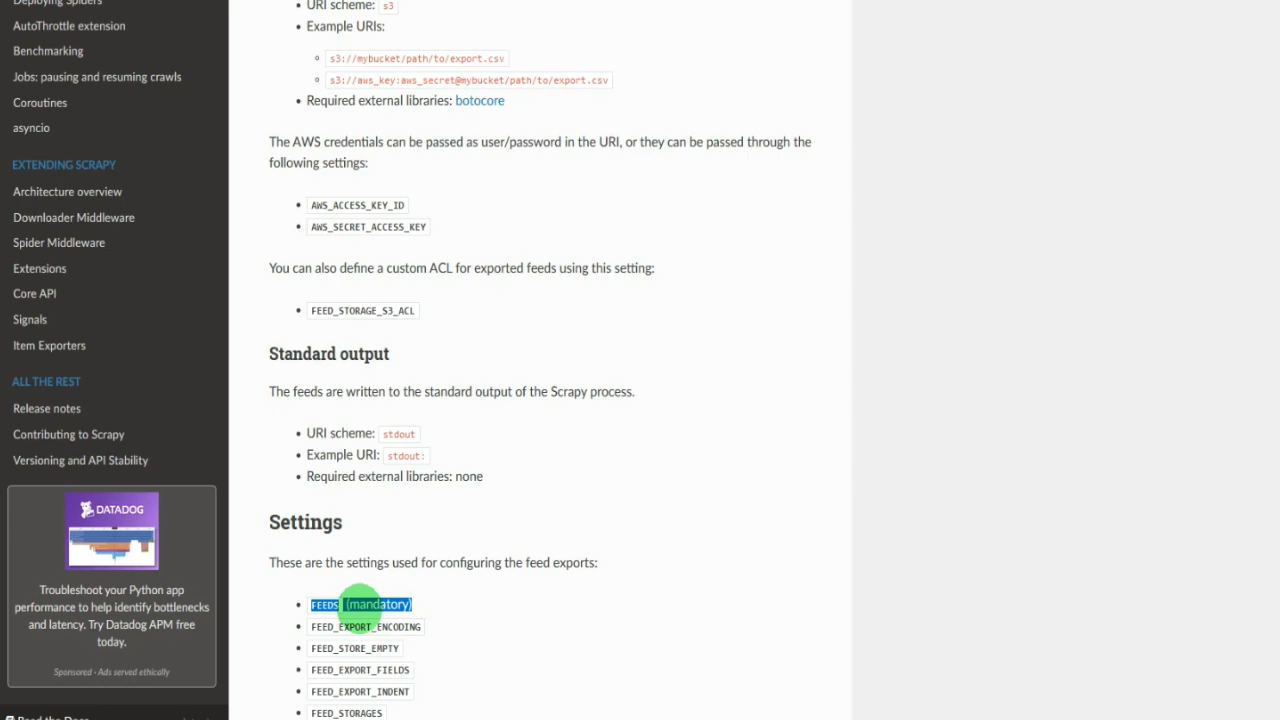 Deploying Spiders
AutoThrottle extension
Benchmarking
Jobs: pausing and resuming crawls
Coroutines
asyncio
EXTENDING SCRAPY
Architecture overview
Downloader Middleware
Spider Middleware
Extensions
Core API
Signals
Item Exporters
ALL THE REST
Release notes
Contributing to Scrapy
Versioning and API Stability
DATADOG
Troubleshoot your Python app
performance to help identify bottlenecks
and latency. Try Datadog APM free
today.
Sponsored · Ads served ethically
Read the Docs
URI scheme: s3
Example URIs:
s3://mybucket/path/to/export.csv
s3://aws_key:aws_secret@mybucket/path/to/export.csv
Required external libraries: botocore
The AWS credentials can be passed as user/password in the URI, or they can be passed through the
following settings:
AWS_ACCESS_KEY_ID
AWS_SECRET_ACCESS_KEY
You can also define a custom ACL for exported feeds using this setting:
FEED_STORAGE_S3_ACL
Standard output
The feeds are written to the standard output of the Scrapy process.
URI scheme: stdout
Example URI: stdout:
Required external libraries: none
Settings
These are the settings used for configuring the feed exports:
FEEDS (mandatory)
FEED_EXPORT_ENCODING
FEED_STORE_EMPTY
FEED_EXPORT_FIELDS
FEED_EXPORT_INDENT
FEED_STORAGES